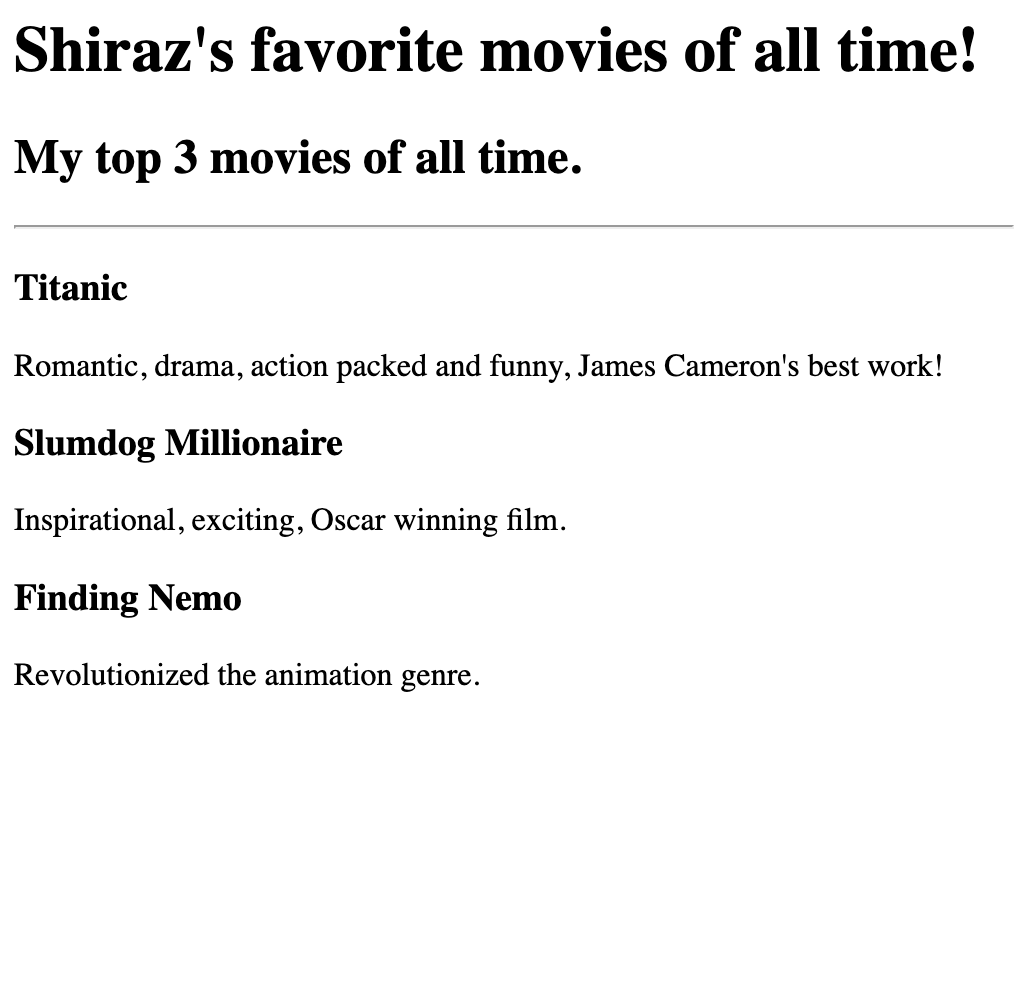 Shiraz's favorite movies of all time!
My top 3 movies of all time.
Titanic
Romantic, drama, action packed and funny, James Cameron's best work!
Slumdog Millionaire
Inspirational, exciting, Oscar winning film.
Finding Nemo
Revolutionized the animation genre.